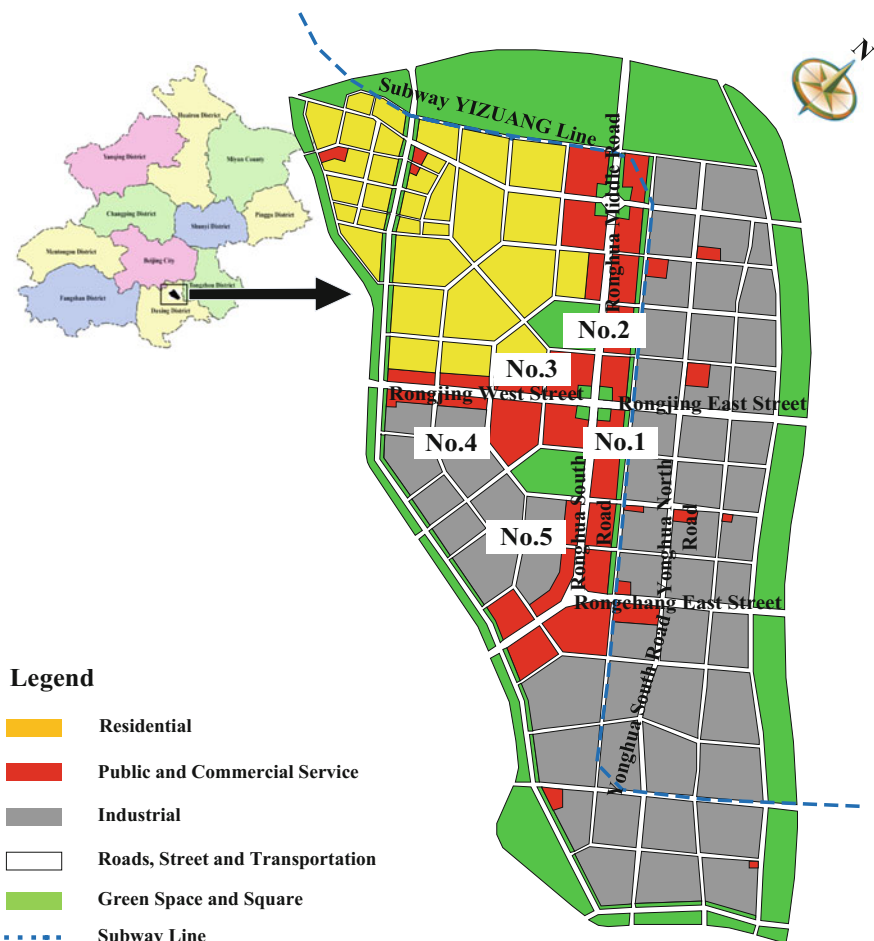 N
Subway YIZUANG Line
Huairou District
Yanqing District
Miyun County
Changping District
Shunyi District
Pinggu District
Mentougou District
Beijing City
Tongzhou District
Fangshan District
Daxing District
Ronghua Middle Road
No.2
No.3
Rongjing West Street
Rongjing East Street
No.4
No.1
Ronghua South
Road
Yonghua North
Road
No.5
Rongchang East Street
Yonghua South Road
Legend
Residential
Public and Commercial Service
Industrial
Roads, Street and Transportation
Green Space and Square
Subway Line